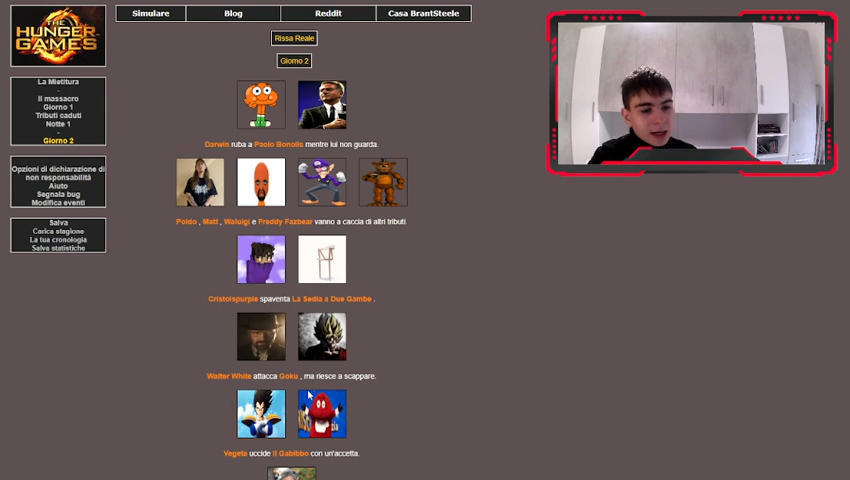 THE
HUNGER
GAMES
Simulare
Blog
Reddit
Casa BrantSteele
La Mietitura
-
Il massacro
Giorno 1
Tributi caduti
Notte 1
-
Giorno 2
Opzioni di dichiarazione di
non responsabilità
Aiuto
Segnala bug
Modifica eventi
Salva
Carica stagione
La tua cronologia
Salva statistiche
Rissa Reale
Giorno 2
Darwin ruba a Paolo Bonolis mentre lui non guarda.
Poldo , Matt , Waluigi e Freddy Fazbear vanno a caccia di altri tributi.
Cristoispurple spaventa La Sedia a Due Gambe .
Walter White attacca Goku , ma riesce a scappare.
Vegeta uccide Il Gabibbo con un'accetta.